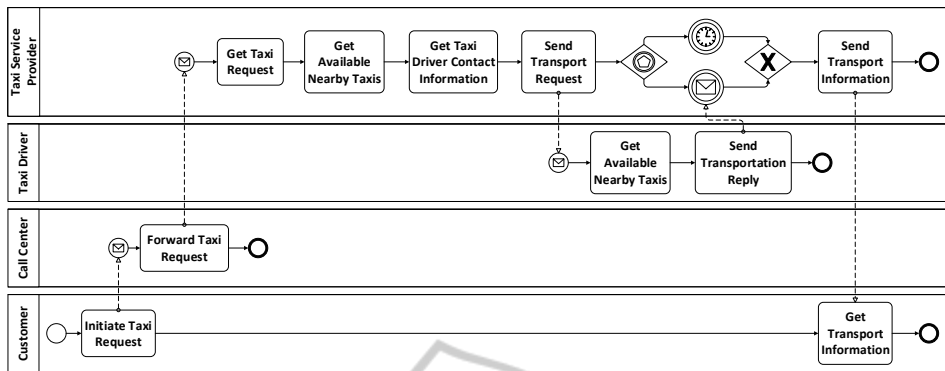 Taxi Service
Provider
Get Taxi
Request
Get
Available
Nearby Taxis
Get Taxi
Driver Contact
Information
Send
Transport
Request
X
Send
Transport
Information
Taxi Driver
Get
Available
Nearby Taxis
Send
Transportation
Reply
Call Center
Forward Taxi
Request
Customer
Initiate Taxi
Request
Get
Transport
Information